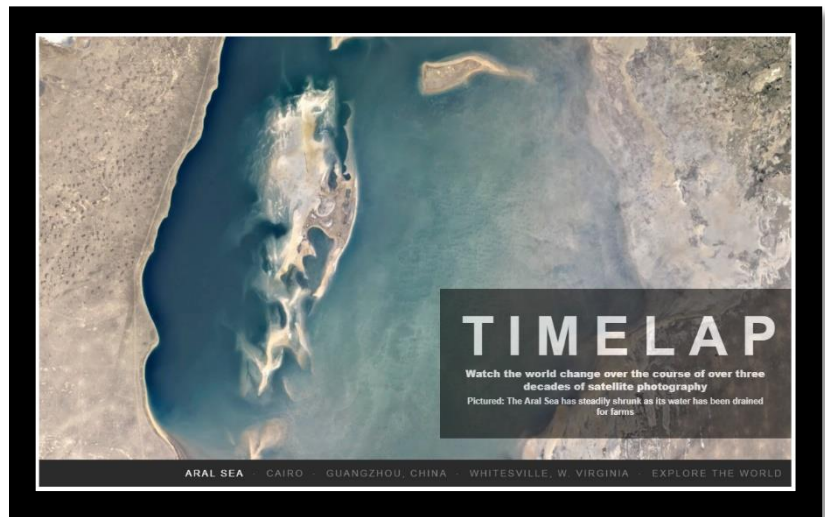 TIMELAP
Watch the world change over the course of over three
decades of satellite photography
Pictured: The Aral Sea has steadily shrunk as its water has been drained
for farms
ARAL SEA · CAIRO · GUANGZHOU, CHINA · WHITESVILLE, W. VIRGINIA · EXPLORE THE WORLD